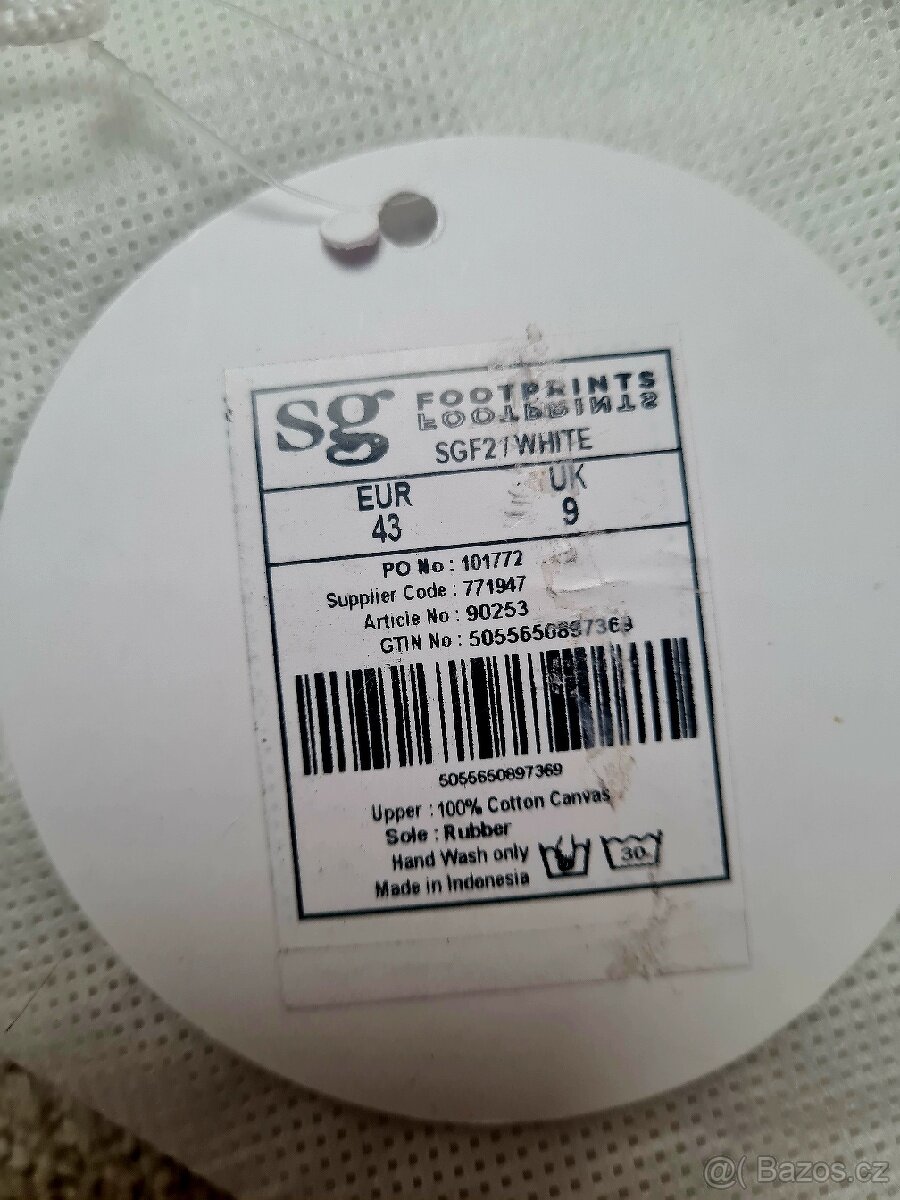 sg FOOTPRINTS
FOOTPRINTS
SGF21WHITE
EUR UK
43 9
PO No : 101772
Supplier Code : 771947
Article No : 90253
GTIN No : 5055650897369
5055650897369
Upper : 100% Cotton Canvas
Sole : Rubber
Hand Wash only
30
Made in Indonesia
@( Bazos.cz